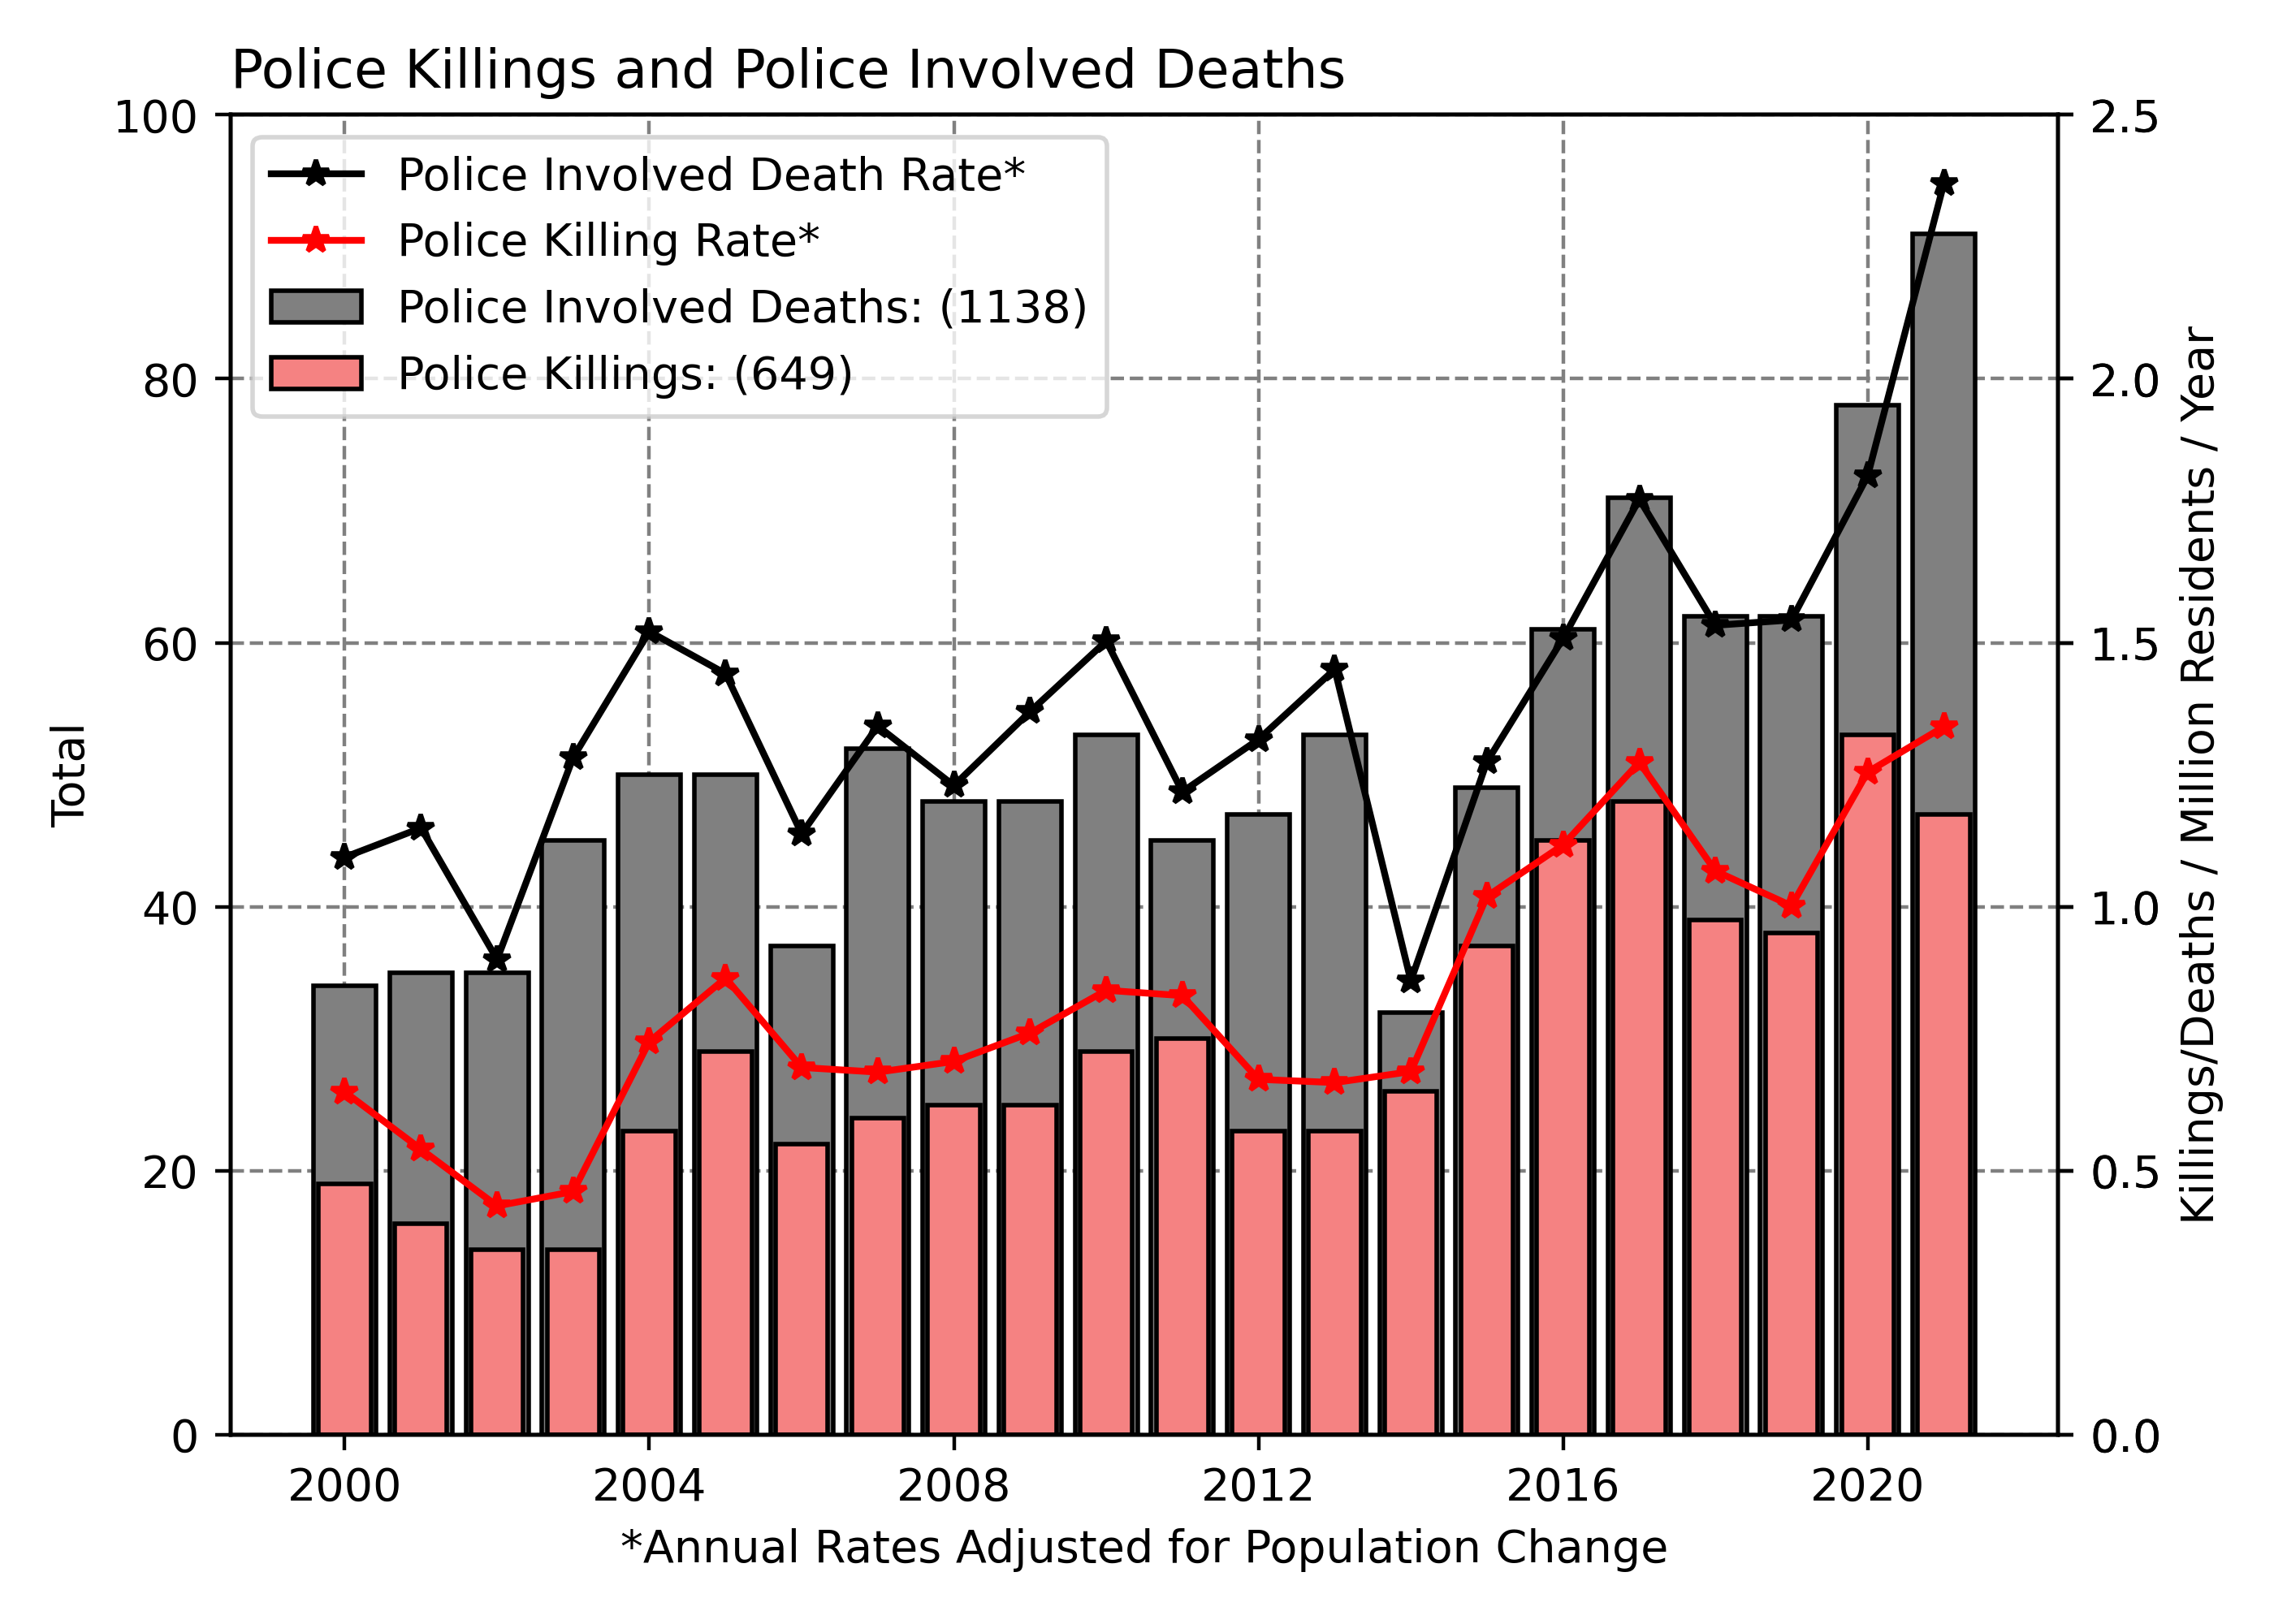 Police Killings and Police Involved Deaths
100
80
60
40
20
0
Total
Police Involved Death Rate*
Police Killing Rate*
Police Involved Deaths: (1138)
Police Killings: (649)
2.5
2.0
1.5
1.0
0.5
0.0
Killings/Deaths / Million Residents / Year
2000 2004 2008 2012 2016 2020
*Annual Rates Adjusted for Population Change